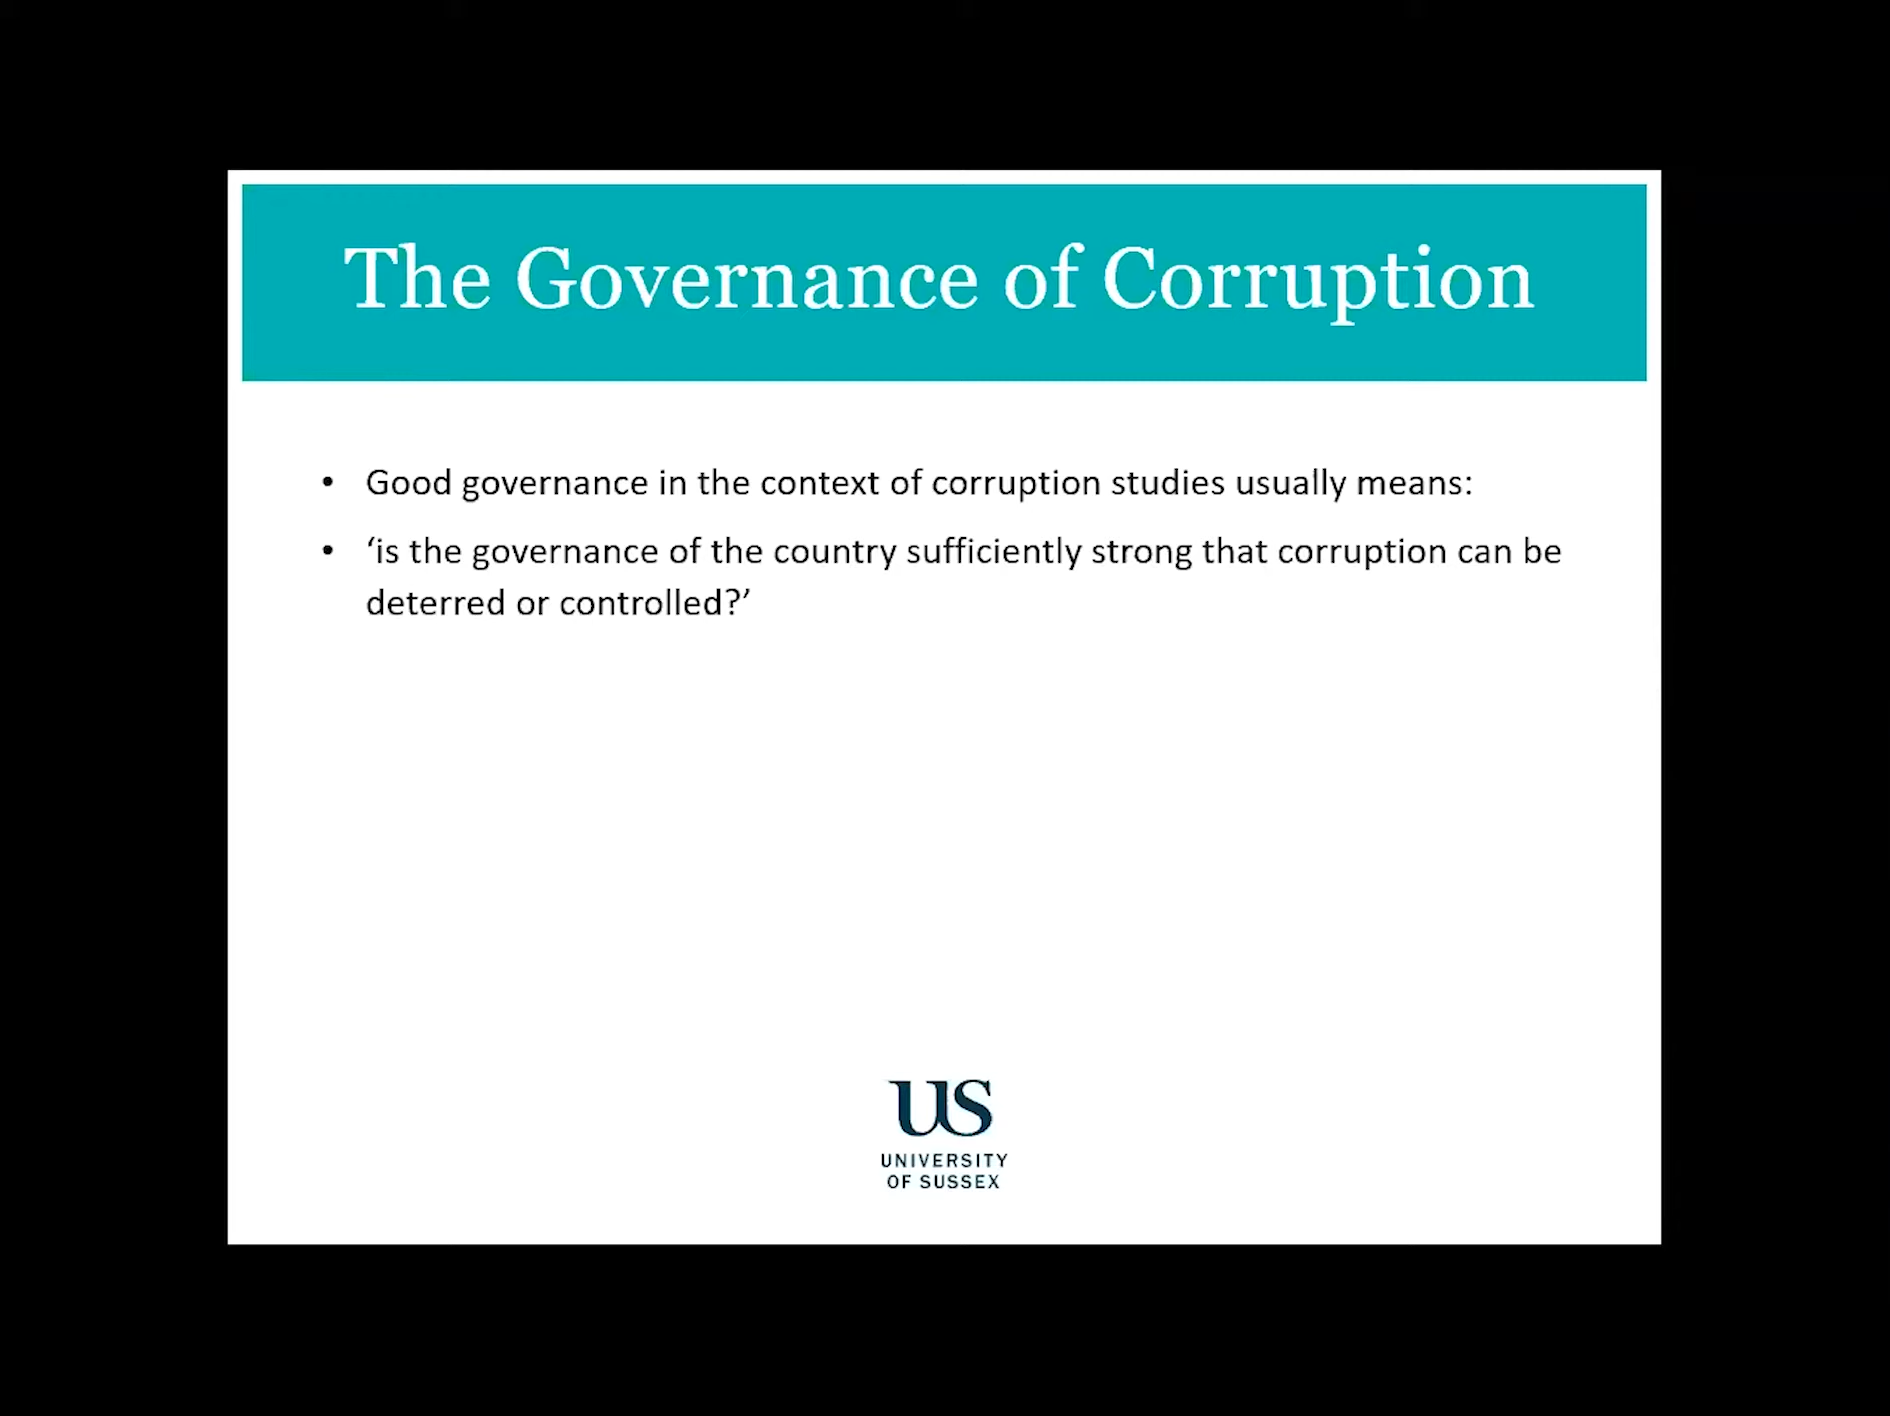 The Governance of Corruption
• Good governance in the context of corruption studies usually means:
• ‘is the governance of the country sufficiently strong that corruption can be
deterred or controlled?’
US
UNIVERSITY
OF SUSSEX